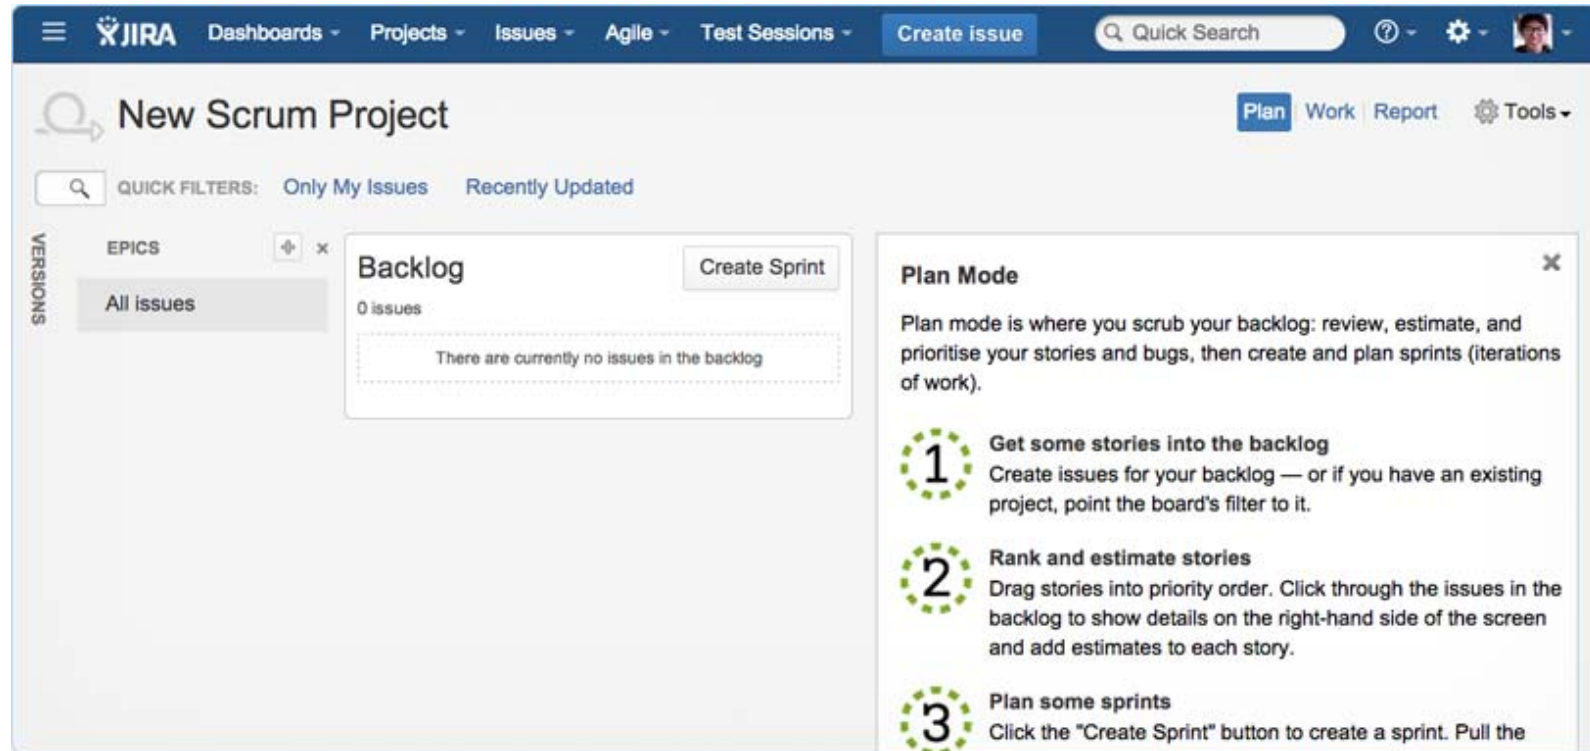 JIRA Dashboards Projects Issues Agile Test Sessions Create issue Quick Search
New Scrum Project
Plan Work Report Tools
QUICK FILTERS: Only My Issues Recently Updated
VERSIONS
EPICS
All issues
Backlog
Create Sprint
0 issues
There are currently no issues in the backlog
Plan Mode
Plan mode is where you scrub your backlog: review, estimate, and
prioritise your stories and bugs, then create and plan sprints (iterations
of work).
1
Get some stories into the backlog
Create issues for your backlog — or if you have an existing
project, point the board's filter to it.
2
Rank and estimate stories
Drag stories into priority order. Click through the issues in the
backlog to show details on the right-hand side of the screen
and add estimates to each story.
3
Plan some sprints
Click the "Create Sprint" button to create a sprint. Pull the